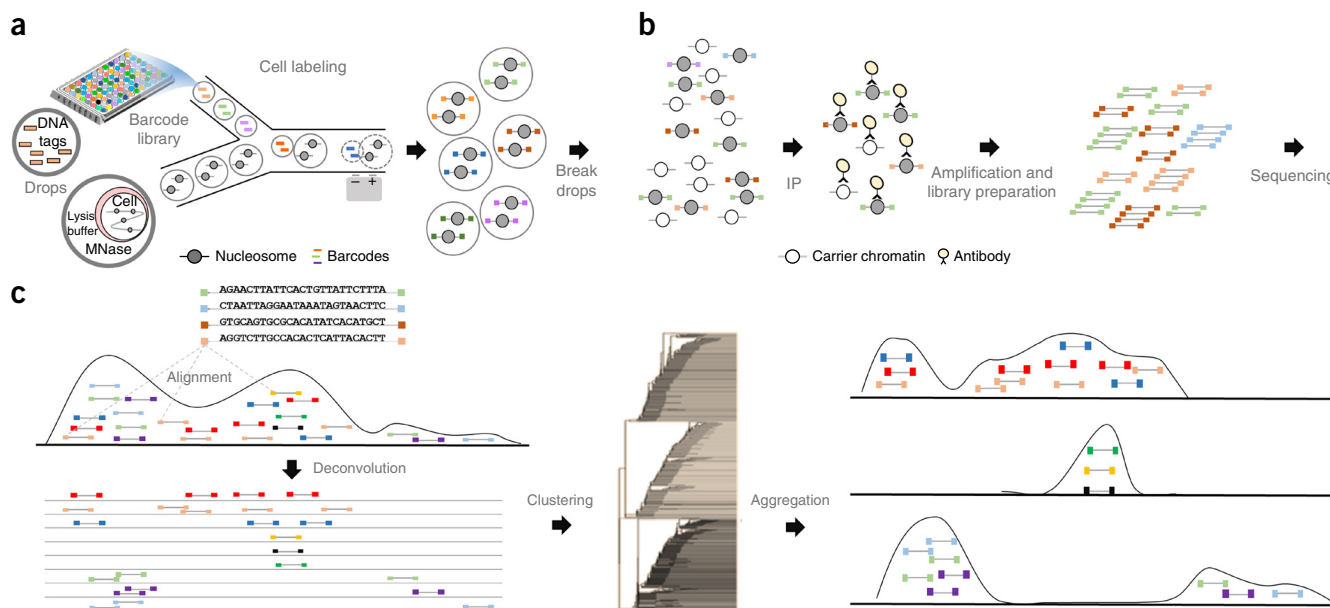 a
Cell labeling
Barcode
library
DNA
tags
Drops
Cell
Lysis
buffer
MNase
– +
Break
drops
Nucleosome
Barcodes
b
IP
Amplification and
library preparation
Sequencing
Carrier chromatin
Antibody
c
AGAACTTATTCACTGTTATTCTTTA
CTAATTAGGAATAAATAGTAACTTC
GTGCAGTGCGCACATATCACATGCT
AGGTCTTGCCACACTCATTACACTT
Alignment
Deconvolution
Clustering
Aggregation